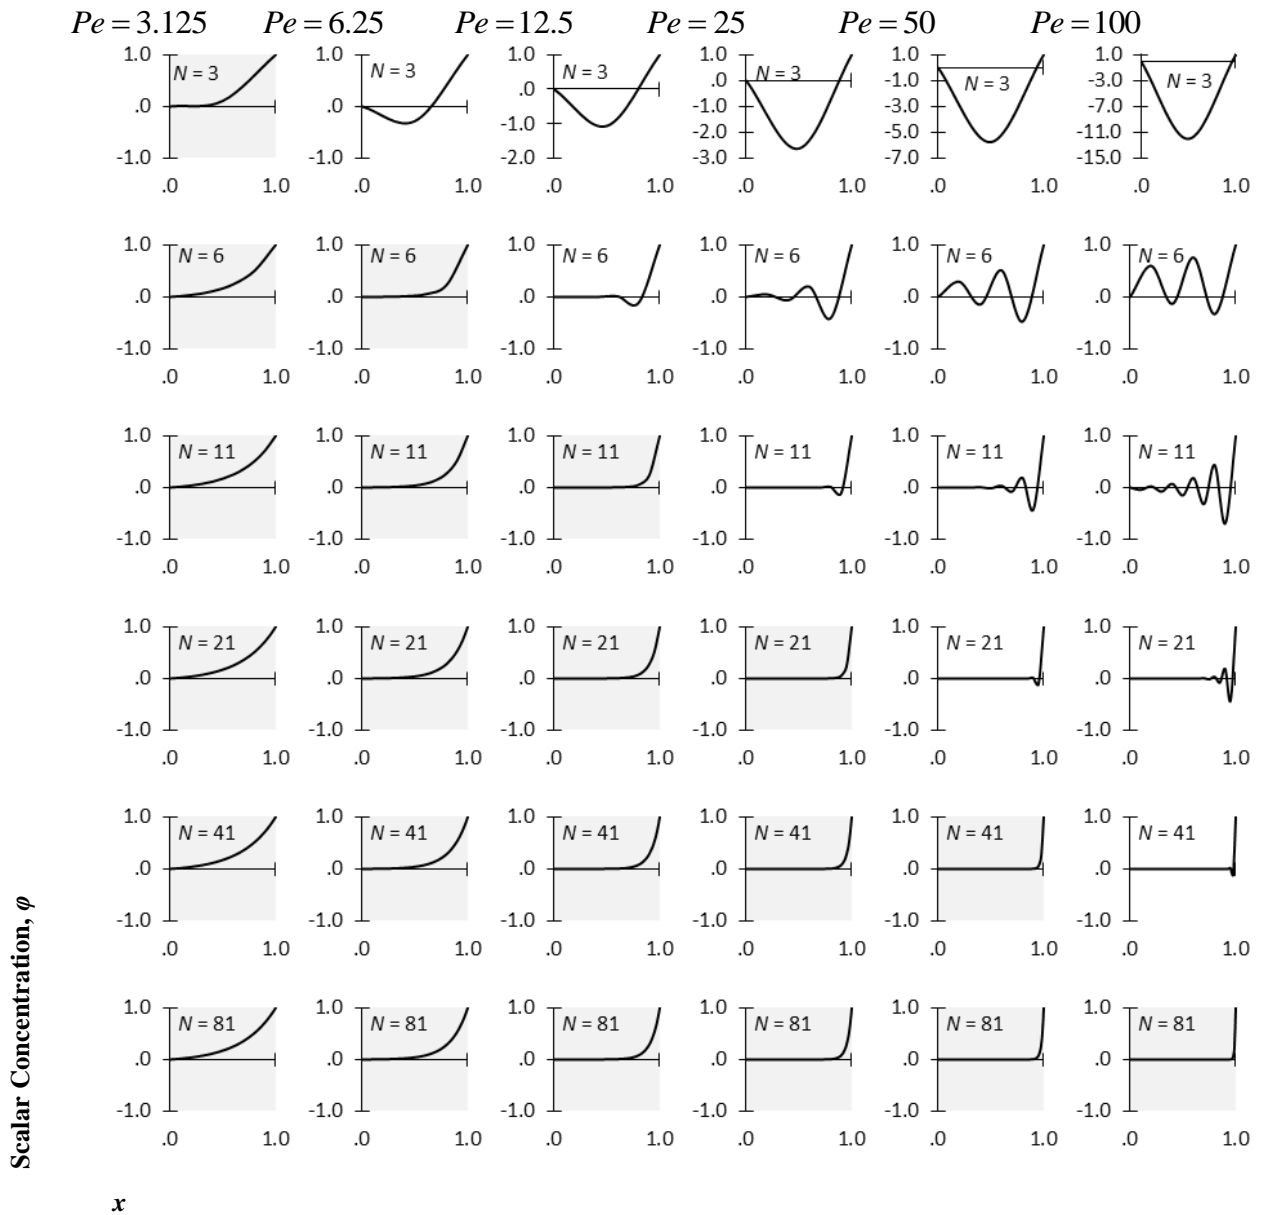 Pe = 3.125 Pe = 6.25 Pe = 12.5 Pe = 25 Pe = 50 Pe = 100
1.0 1.0 1.0 1.0 1.0 1.0
N = 3 N = 3 N = 3 N = 3 N = 3 N = 3
.0 .0 .0 .0 -1.0 -3.0
-1.0 -3.0 -7.0
-1.0 -2.0 -5.0 -11.0
-1.0 -1.0 -2.0 -3.0 -7.0 -15.0
.0 1.0 .0 1.0 .0 1.0 .0 1.0 .0 1.0 .0 1.0
1.0 1.0 1.0 1.0 1.0 1.0
N = 6 N = 6 N = 6 N = 6 N = 6 N = 6
.0 .0 .0 .0 .0 .0
-1.0 -1.0 -1.0 -1.0 -1.0 -1.0
.0 1.0 .0 1.0 .0 1.0 .0 1.0 .0 1.0 .0 1.0
1.0 1.0 1.0 1.0 1.0 1.0
N = 11 N = 11 N = 11 N = 11 N = 11 N = 11
.0 .0 .0 .0 .0 .0
-1.0 -1.0 -1.0 -1.0 -1.0 -1.0
.0 1.0 .0 1.0 .0 1.0 .0 1.0 .0 1.0 .0 1.0
1.0 1.0 1.0 1.0 1.0 1.0
N = 21 N = 21 N = 21 N = 21 N = 21 N = 21
.0 .0 .0 .0 .0 .0
-1.0 -1.0 -1.0 -1.0 -1.0 -1.0
.0 1.0 .0 1.0 .0 1.0 .0 1.0 .0 1.0 .0 1.0
1.0 1.0 1.0 1.0 1.0 1.0
N = 41 N = 41 N = 41 N = 41 N = 41 N = 41
.0 .0 .0 .0 .0 .0
-1.0 -1.0 -1.0 -1.0 -1.0 -1.0
.0 1.0 .0 1.0 .0 1.0 .0 1.0 .0 1.0 .0 1.0
1.0 1.0 1.0 1.0 1.0 1.0
N = 81 N = 81 N = 81 N = 81 N = 81 N = 81
.0 .0 .0 .0 .0 .0
-1.0 -1.0 -1.0 -1.0 -1.0 -1.0
.0 1.0 .0 1.0 .0 1.0 .0 1.0 .0 1.0 .0 1.0
Scalar Concentration, φ
x